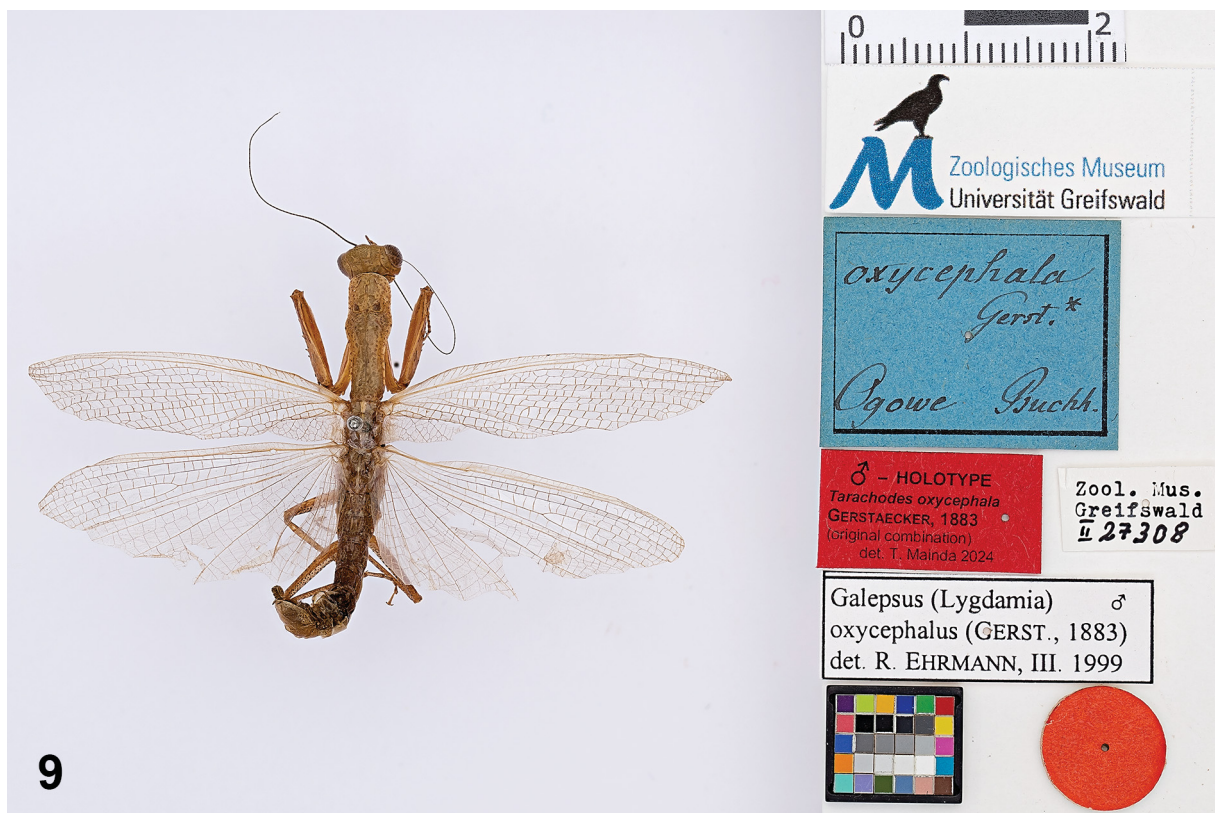 0 2
M Zoologisches Museum
Universität Greifswald
oxycephala
Gerst.*
Ogowe Buchh.
♂ – HOLOTYPE
Tarachodes oxycephala
GERSTAECKER, 1883
(original combination)
det. T. Mainda 2024
Zool. Mus.
Greifswald
II 27308
Galepsus (Lygdamia) ♂
oxycephalus (GERST., 1883)
det. R. EHRMANN, III. 1999
9